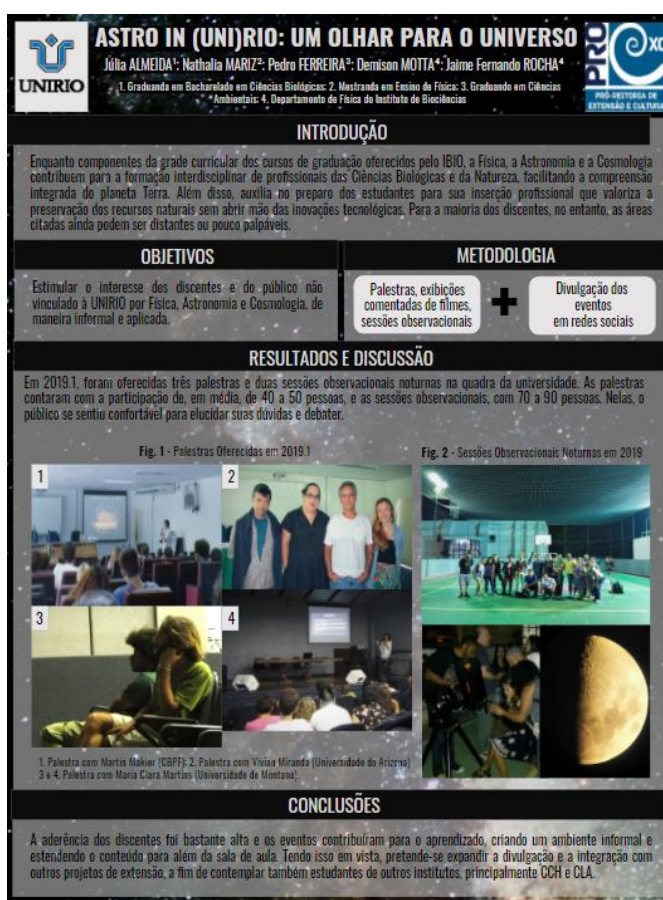 ASTRO IN (UNI)RIO: UM OLHAR PARA O UNIVERSO
Júlia ALMEIDA¹; Nathalia MARIZ²; Pedro FERREIRA³; Demison MOTTA⁴; Jaime Fernando ROCHA⁴
1. Graduanda em Bacharelado em Ciências Biológicas; 2. Mestranda em Ensino de Física; 3. Graduando em Ciências
Ambientais; 4. Departamento de Física do Instituto de Biociências
UNIRIO
PRO
EXC
PRÓ-REITORIA DE
EXTENSÃO E CULTURA
INTRODUÇÃO
Enquanto componentes da grade curricular dos cursos de graduação oferecidos pelo IBIO, a Física, a Astronomia e a Cosmologia
contribuem para a formação interdisciplinar de profissionais das Ciências Biológicas e da Natureza, facilitando a compreensão
integrada do planeta Terra. Além disso, auxilia no preparo dos estudantes para sua inserção profissional que valoriza a
preservação dos recursos naturais sem abrir mão das inovações tecnológicas. Para a maioria dos discentes, no entanto, as áreas
citadas ainda podem ser distantes ou pouco palpáveis.
OBJETIVOS
Estimular o interesse dos discentes e do público não
vinculado à UNIRIO por Física, Astronomia e Cosmologia, de
maneira informal e aplicada.
METODOLOGIA
Palestras, exibições
comentadas de filmes,
sessões observacionais
+
Divulgação dos
eventos
em redes sociais
RESULTADOS E DISCUSSÃO
Em 2019.1, foram oferecidas três palestras e duas sessões observacionais noturnas na quadra da universidade. As palestras
contaram com a participação de, em média, de 40 a 50 pessoas, e as sessões observacionais, com 70 a 90 pessoas. Nelas, o
público se sentiu confortável para elucidar suas dúvidas e debater.
Fig. 1 - Palestras Oferecidas em 2019.1
Fig. 2 - Sessões Observacionais Noturnas em 2019
1
2
3
4
1. Palestra com Martin Makler (CBPF); 2. Palestra com Vivian Miranda (Universidade do Arizona)
3 e 4. Palestra com Maria Clara Martins (Universidade de Montana).
CONCLUSÕES
A aderência dos discentes foi bastante alta e os eventos contribuíram para o aprendizado, criando um ambiente informal e
estendendo o conteúdo para alem da sala de aula. Tendo isso em vista, pretende-se expandir a divulgação e a integração com
outros projetos de extensão, a fim de contemplar também estudantes de outros institutos, principalmente CCH e CLA.